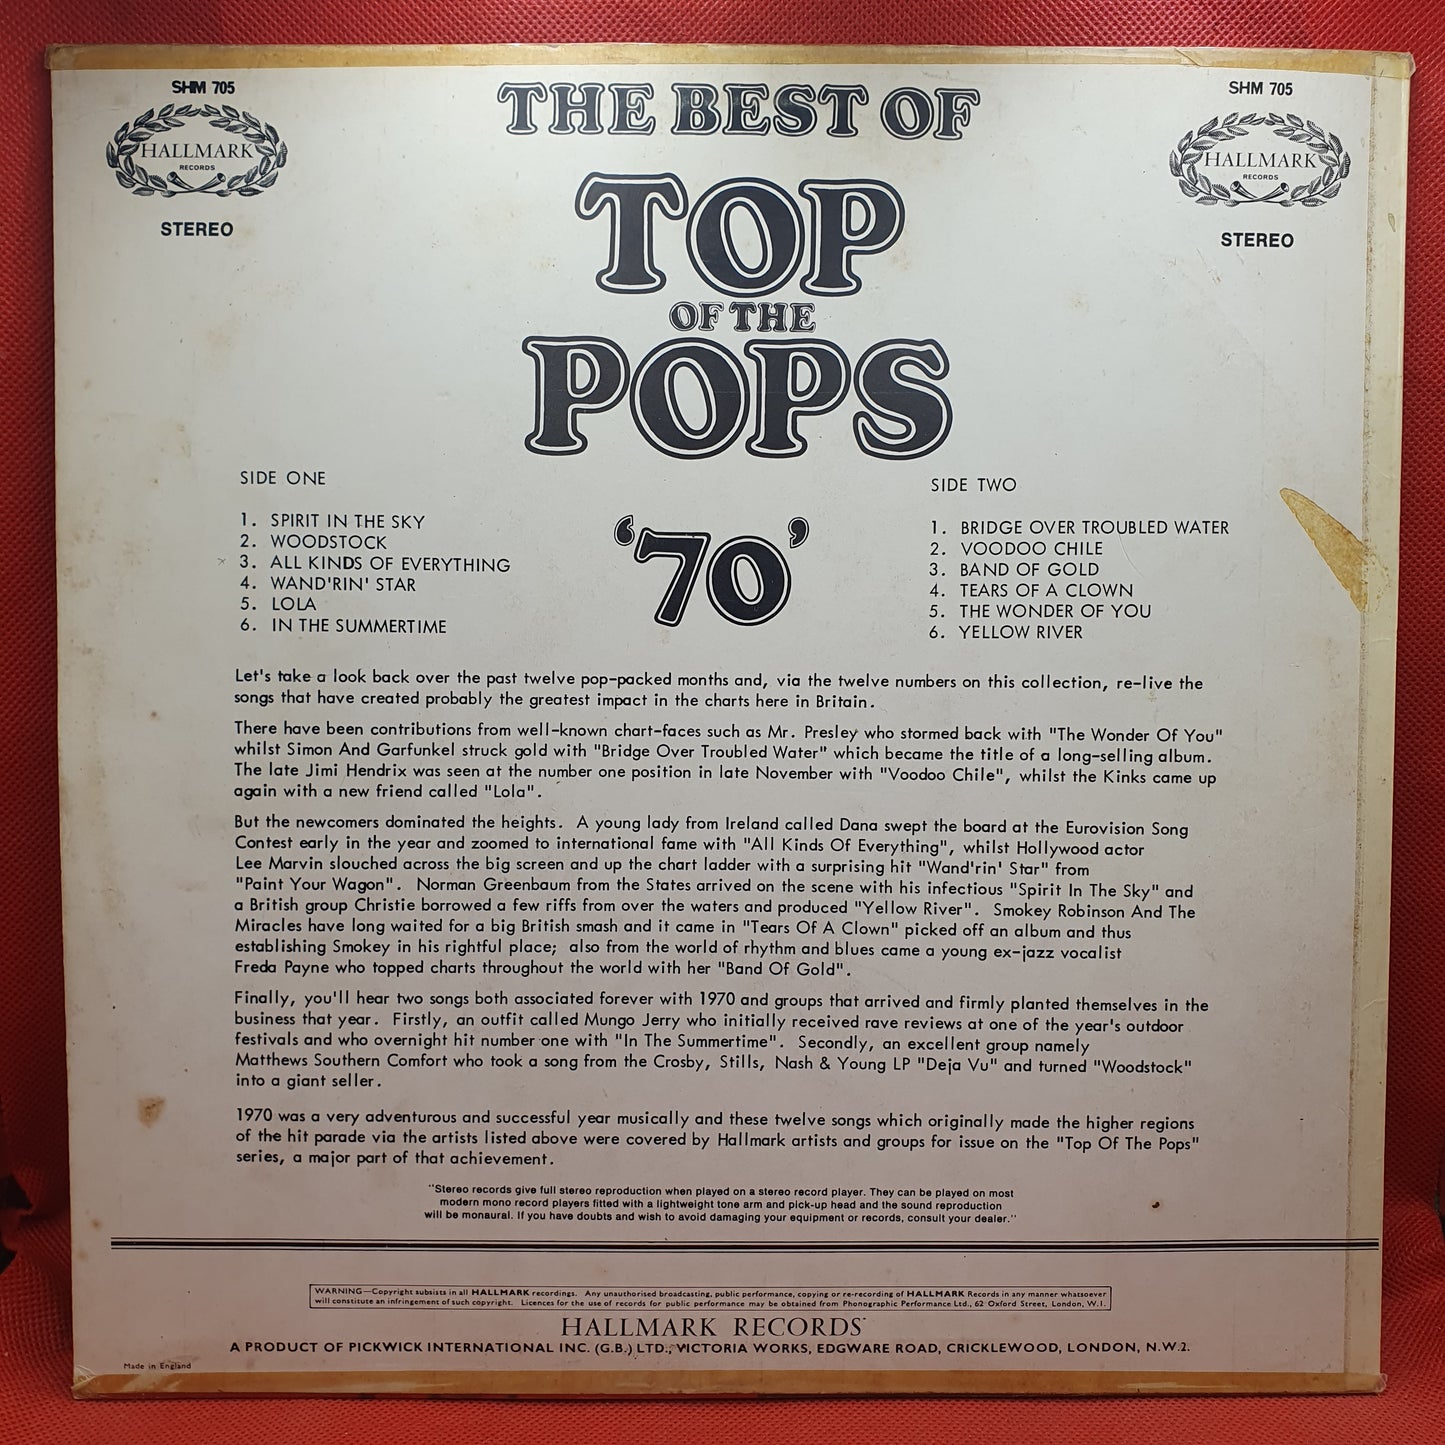 SHM 705
HALLMARK
RECORDS
STEREO
THE BEST OF
TOP
OF THE
POPS
'70'
SHM 705
HALLMARK
RECORDS
STEREO
SIDE ONE
1. SPIRIT IN THE SKY
2. WOODSTOCK
3. ALL KINDS OF EVERYTHING
4. WAND'RIN' STAR
5. LOLA
6. IN THE SUMMERTIME
SIDE TWO
1. BRIDGE OVER TROUBLED WATER
2. VOODOO CHILE
3. BAND OF GOLD
4. TEARS OF A CLOWN
5. THE WONDER OF YOU
6. YELLOW RIVER
Let's take a look back over the past twelve pop-packed months and, via the twelve numbers on this collection, re-live the
songs that have created probably the greatest impact in the charts here in Britain.
There have been contributions from well-known chart-faces such as Mr. Presley who stormed back with "The Wonder Of You"
whilst Simon And Garfunkel struck gold with "Bridge Over Troubled Water" which became the title of a long-selling album.
The late Jimi Hendrix was seen at the number one position in late November with "Voodoo Chile", whilst the Kinks came up
again with a new friend called "Lola".
But the newcomers dominated the heights. A young lady from Ireland called Dana swept the board at the Eurovision Song
Contest early in the year and zoomed to international fame with "All Kinds Of Everything", whilst Hollywood actor
Lee Marvin slouched across the big screen and up the chart ladder with a surprising hit "Wand'rin' Star" from
"Paint Your Wagon". Norman Greenbaum from the States arrived on the scene with his infectious "Spirit In The Sky" and
a British group Christie borrowed a few riffs from over the waters and produced "Yellow River". Smokey Robinson And The
Miracles have long waited for a big British smash and it came in "Tears Of A Clown" picked off an album and thus
establishing Smokey in his rightful place; also from the world of rhythm and blues came a young ex-jazz vocalist
Freda Payne who topped charts throughout the world with her "Band Of Gold".
Finally, you'll hear two songs both associated forever with 1970 and groups that arrived and firmly planted themselves in the
business that year. Firstly, an outfit called Mungo Jerry who initially received rave reviews at one of the year's outdoor
festivals and who overnight hit number one with "In The Summertime". Secondly, an excellent group namely
Matthews Southern Comfort who took a song from the Crosby, Stills, Nash & Young LP "Deja Vu" and turned "Woodstock"
into a giant seller.
1970 was a very adventurous and successful year musically and these twelve songs which originally made the higher regions
of the hit parade via the artists listed above were covered by Hallmark artists and groups for issue on the "Top Of The Pops"
series, a major part of that achievement.
"Stereo records give full stereo reproduction when played on a stereo record player. They can be played on most
modern mono record players fitted with a lightweight tone arm and pick-up head and the sound reproduction
will be monaural. If you have doubts and wish to avoid damaging your equipment or records, consult your dealer."
WARNING—Copyright subsists in all HALLMARK recordings. Any unauthorised broadcasting, public performance, copying or re-recording of HALLMARK Records in any manner whatsoever
will constitute an infringement of such copyright. Licences for the use of records for public performance may be obtained from Phonographic Performance Ltd., 62 Oxford Street, London, W.1.
HALLMARK RECORDS
A PRODUCT OF PICKWICK INTERNATIONAL INC. (G.B.) LTD., VICTORIA WORKS, EDGWARE ROAD, CRICKLEWOOD, LONDON, N.W.2.
Made in England